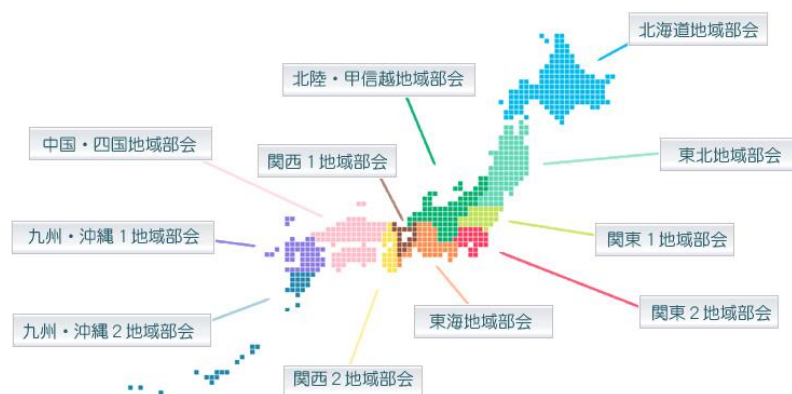 北海道地域部会
北陸・甲信越地域部会
中国・四国地域部会
関西1地域部会
東北地域部会
九州・沖縄1地域部会
関東1地域部会
関東2地域部会
九州・沖縄2地域部会
東海地域部会
関西2地域部会